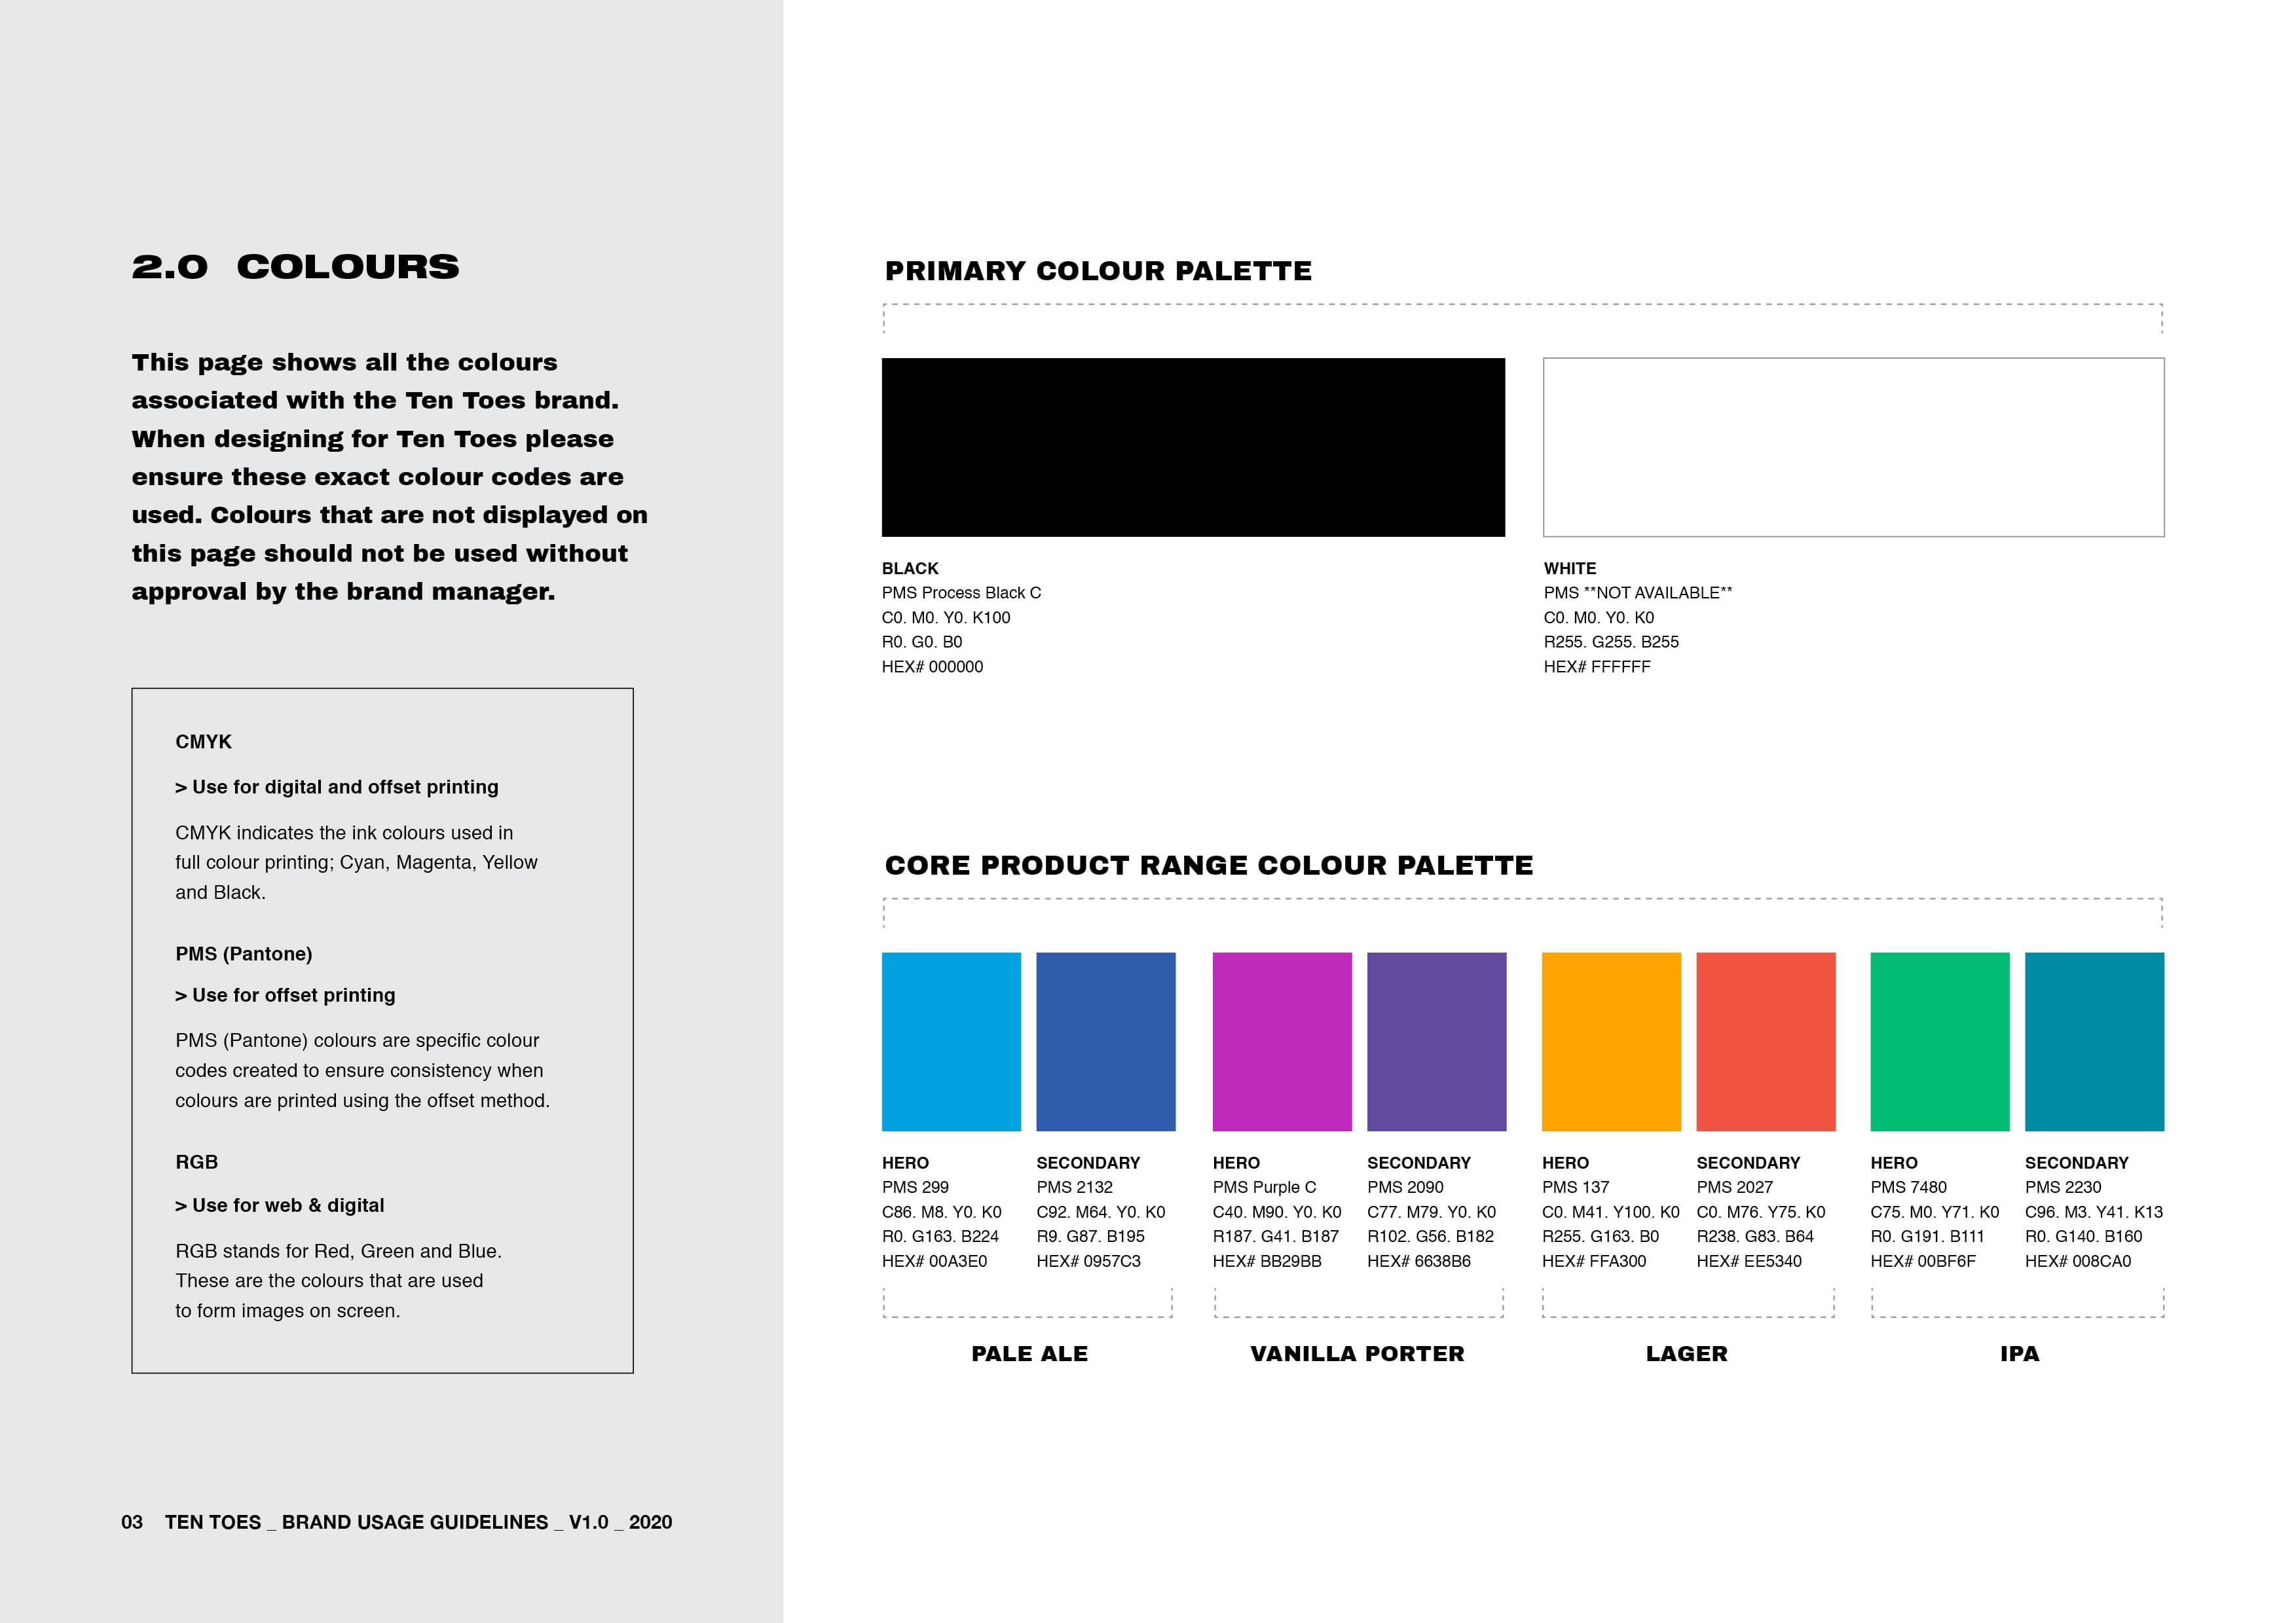 2.0 COLOURS
This page shows all the colours
associated with the Ten Toes brand.
When designing for Ten Toes please
ensure these exact colour codes are
used. Colours that are not displayed on
this page should not be used without
approval by the brand manager.
CMYK
> Use for digital and offset printing
CMYK indicates the ink colours used in
full colour printing; Cyan, Magenta, Yellow
and Black.
PMS (Pantone)
> Use for offset printing
PMS (Pantone) colours are specific colour
codes created to ensure consistency when
colours are printed using the offset method.
RGB
> Use for web & digital
RGB stands for Red, Green and Blue.
These are the colours that are used
to form images on screen.
03 TEN TOES _ BRAND USAGE GUIDELINES _ V1.0 _ 2020
PRIMARY COLOUR PALETTE
BLACK
PMS Process Black C
C0. M0. Y0. K100
R0. G0. B0
HEX# 000000
WHITE
PMS **NOT AVAILABLE**
C0. M0. Y0. K0
R255. G255. B255
HEX# FFFFFF
CORE PRODUCT RANGE COLOUR PALETTE
HERO
PMS 299
C86. M8. Y0. K0
R0. G163. B224
HEX# 00A3E0
SECONDARY
PMS 2132
C92. M64. Y0. K0
R9. G87. B195
HEX# 0957C3
PALE ALE
HERO
PMS Purple C
C40. M90. Y0. K0
R187. G41. B187
HEX# BB29BB
SECONDARY
PMS 2090
C77. M79. Y0. K0
R102. G56. B182
HEX# 6638B6
VANILLA PORTER
HERO
PMS 137
C0. M41. Y100. K0
R255. G163. B0
HEX# FFA300
SECONDARY
PMS 2027
C0. M76. Y75. K0
R238. G83. B64
HEX# EE5340
LAGER
HERO
PMS 7480
C75. M0. Y71. K0
R0. G191. B111
HEX# 00BF6F
SECONDARY
PMS 2230
C96. M3. Y41. K13
R0. G140. B160
HEX# 008CA0
IPA